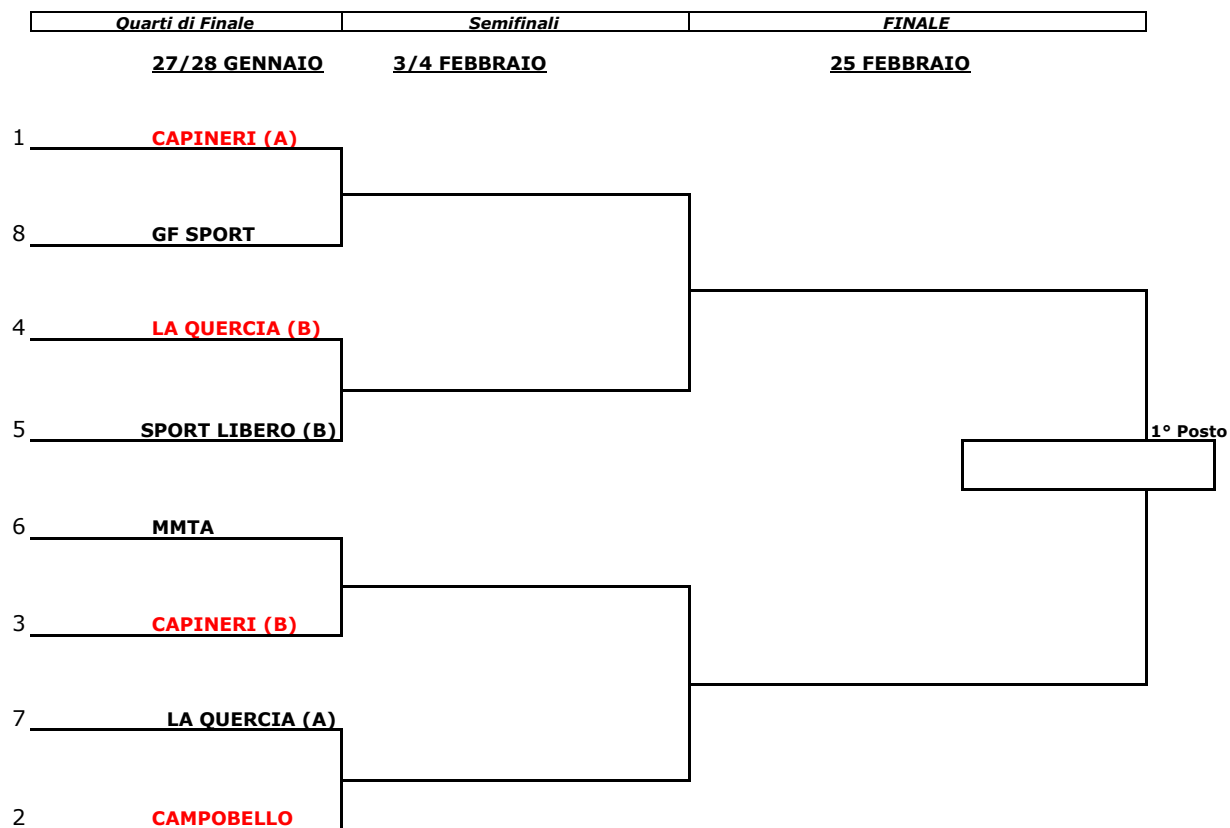 Quarti di Finale Semifinali FINALE
27/28 GENNAIO 3/4 FEBBRAIO 25 FEBBRAIO
1 CAPINERI (A)
8 GF SPORT
4 LA QUERCIA (B)
5 SPORT LIBERO (B)
1° Posto
6 MMTA
3 CAPINERI (B)
7 LA QUERCIA (A)
2 CAMPOBELLO